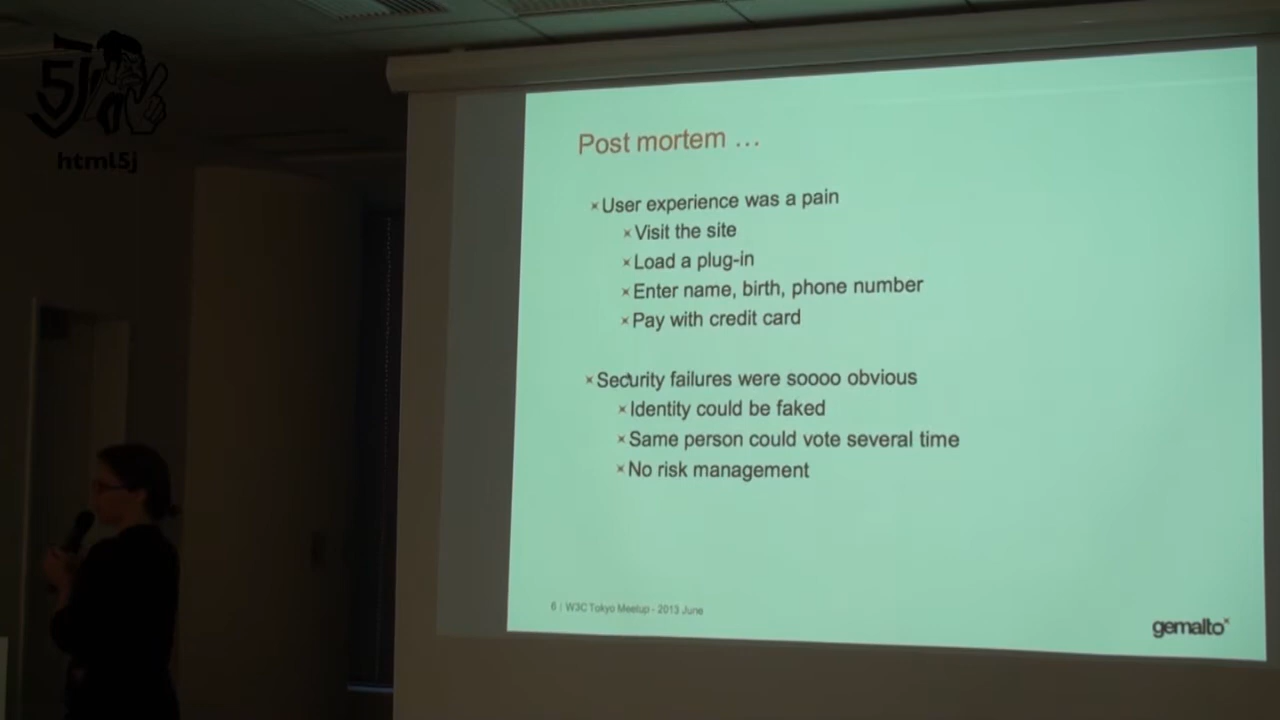 5J
html5j
Post mortem ...
×User experience was a pain
×Visit the site
×Load a plug-in
×Enter name, birth, phone number
×Pay with credit card
×Security failures were soooo obvious
×Identity could be faked
×Same person could vote several time
×No risk management
6 | W3C Tokyo Meetup - 2013 June
gemalto×